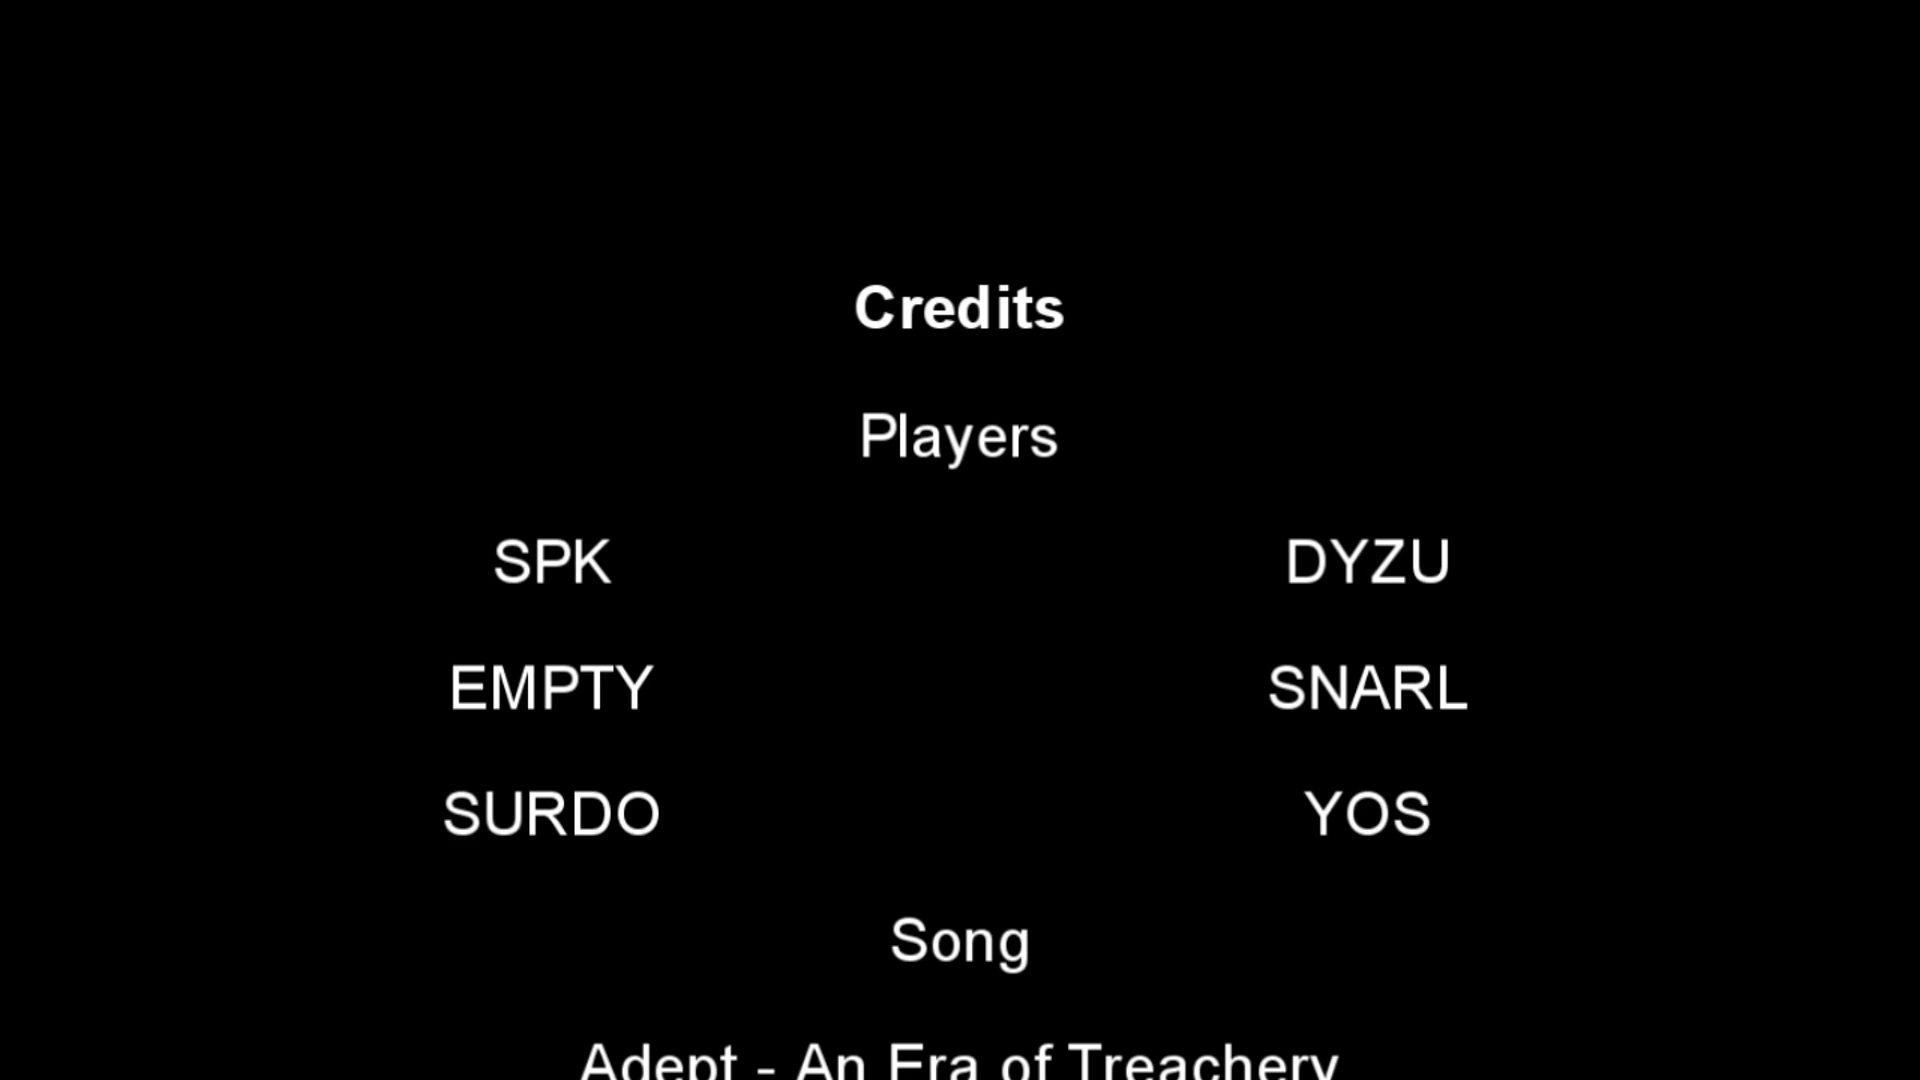 Credits
Players
SPK DYZU
EMPTY SNARL
SURDO YOS
Song
Adept - An Era of Treachery